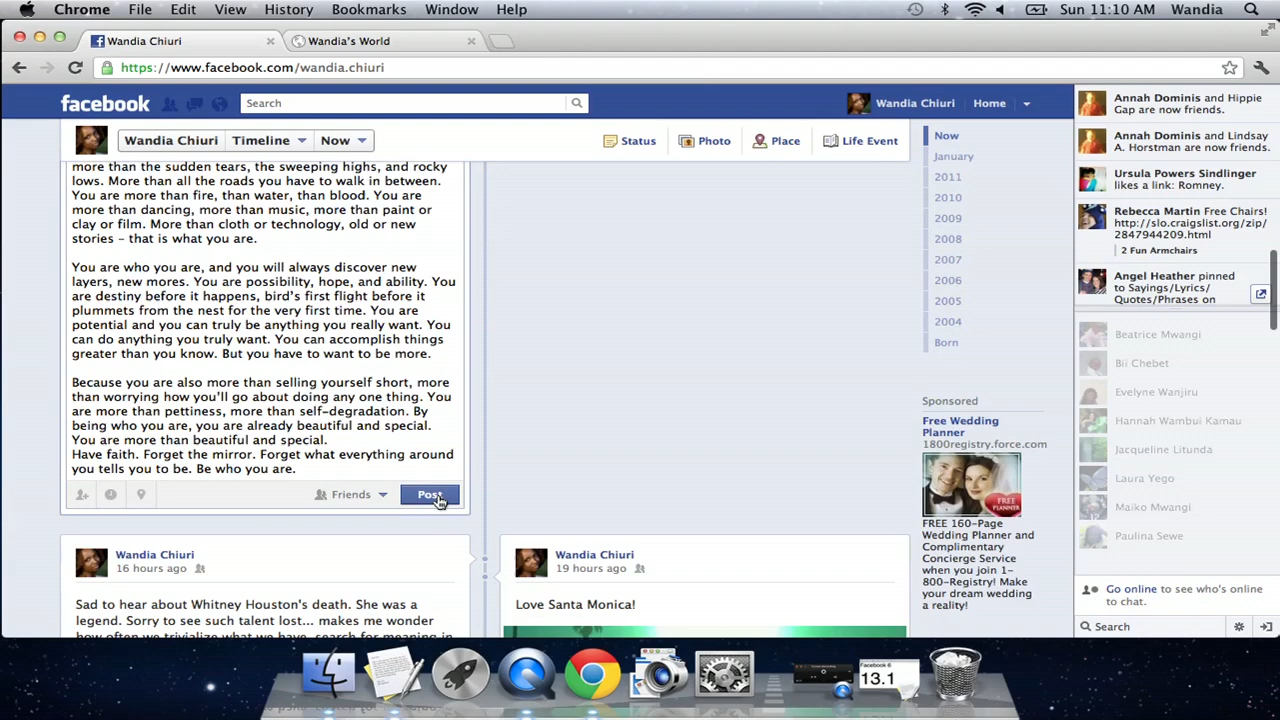 Chrome File Edit View History Bookmarks Window Help Sun 11:10 AM Wandia
Wandia Chiuri Wandia's World
https://www.facebook.com/wandia.chiuri
facebook Search Wandia Chiuri Home
Wandia Chiuri Timeline Now Status Photo Place Life Event
more than the sudden tears, the sweeping highs, and rocky
lows. More than all the roads you have to walk in between.
You are more than fire, than water, than blood. You are
more than dancing, more than music, more than paint or
clay or film. More than cloth or technology, old or new
stories – that is what you are.
You are who you are, and you will always discover new
layers, new mores. You are possibility, hope, and ability. You
are destiny before it happens, bird's first flight before it
plummets from the nest for the very first time. You are
potential and you can truly be anything you really want. You
can do anything you truly want. You can accomplish things
greater than you know. But you have to want to be more.
Because you are also more than selling yourself short, more
than worrying how you'll go about doing any one thing. You
are more than pettiness, more than self-degradation. By
being who you are, you are already beautiful and special.
You are more than beautiful and special.
Have faith. Forget the mirror. Forget what everything around
you tells you to be. Be who you are.
Friends Post
Wandia Chiuri
16 hours ago
Sad to hear about Whitney Houston's death. She was a
legend. Sorry to see such talent lost... makes me wonder
how often we trivialize what we have, search for meaning in
Wandia Chiuri
19 hours ago
Love Santa Monica!
Now
January
2011
2010
2009
2008
2007
2006
2005
2004
Born
Sponsored
Free Wedding
Planner
1800registry.force.com
FREE
PLANNER
FREE 160-Page
Wedding Planner and
Complimentary
Concierge Service
when you join 1-
800-Registry! Make
your dream wedding
a reality!
Annah Dominis and Hippie
Gap are now friends.
Annah Dominis and Lindsay
A. Horstman are now friends.
Ursula Powers Sindlinger
likes a link: Romney.
Rebecca Martin Free Chairs!
http://slo.craigslist.org/zip/
2847944209.html
2 Fun Armchairs
Angel Heather pinned
to Sayings/Lyrics/
Quotes/Phrases on
Beatrice Mwangi
Bii Chebet
Evelyne Wanjiru
Hannah Wambui Kamau
Jacqueline Litunda
Laura Yego
Maiko Mwangi
Paulina Sewe
Go online to see who's online
to chat.
Search
Facebook 6
13.1